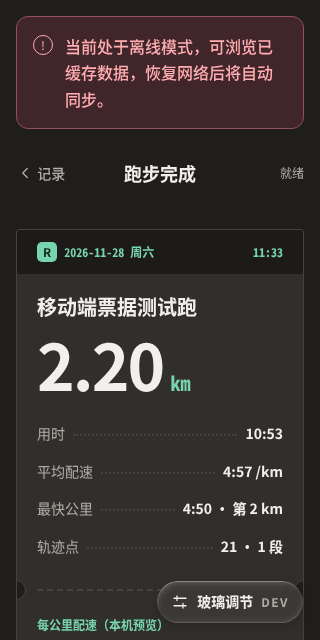 当前处于离线模式，可浏览已
缓存数据，恢复网络后将自动
同步。
记录
跑步完成
就绪
R 2026-11-28 周六 11:33
移动端票据测试跑
2.20 km
用时 10:53
平均配速 4:57 /km
最快公里 4:50 · 第 2 km
轨迹点 21 · 1 段
玻璃调节 DEV
每公里配速（本机预览）